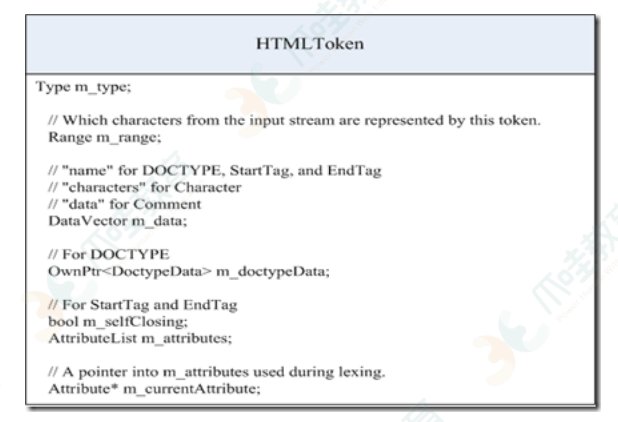 HTMLToken
Type m_type;
// Which characters from the input stream are represented by this token.
Range m_range;
// "name" for DOCTYPE, StartTag, and EndTag
// "characters" for Character
// "data" for Comment
DataVector m_data;
// For DOCTYPE
OwnPtr<DoctypeData> m_doctypeData;
// For StartTag and EndTag
bool m_selfClosing;
AttributeList m_attributes;
// A pointer into m_attributes used during lexing.
Attribute* m_currentAttribute;